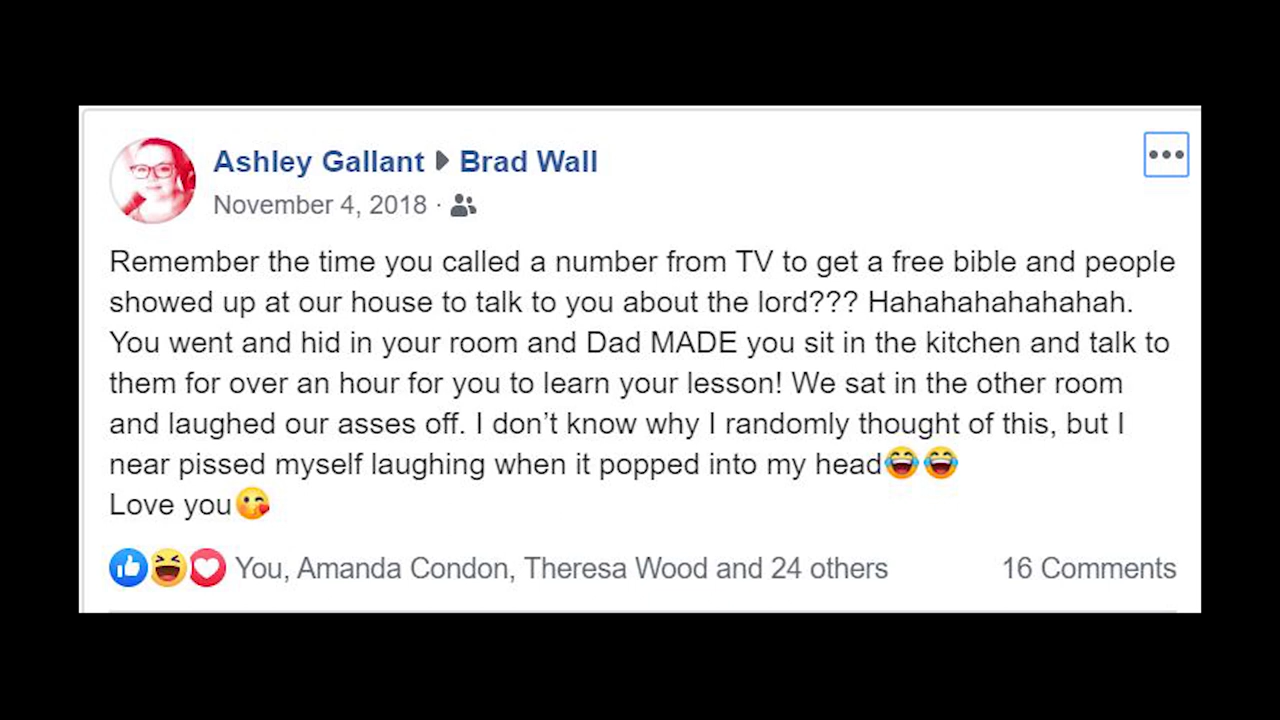 Ashley Gallant Brad Wall
November 4, 2018 ·
Remember the time you called a number from TV to get a free bible and people
showed up at our house to talk to you about the lord??? Hahahahahahahah.
You went and hid in your room and Dad MADE you sit in the kitchen and talk to
them for over an hour for you to learn your lesson! We sat in the other room
and laughed our asses off. I don’t know why I randomly thought of this, but I
near pissed myself laughing when it popped into my head😂😂
Love you😘
You, Amanda Condon, Theresa Wood and 24 others 16 Comments